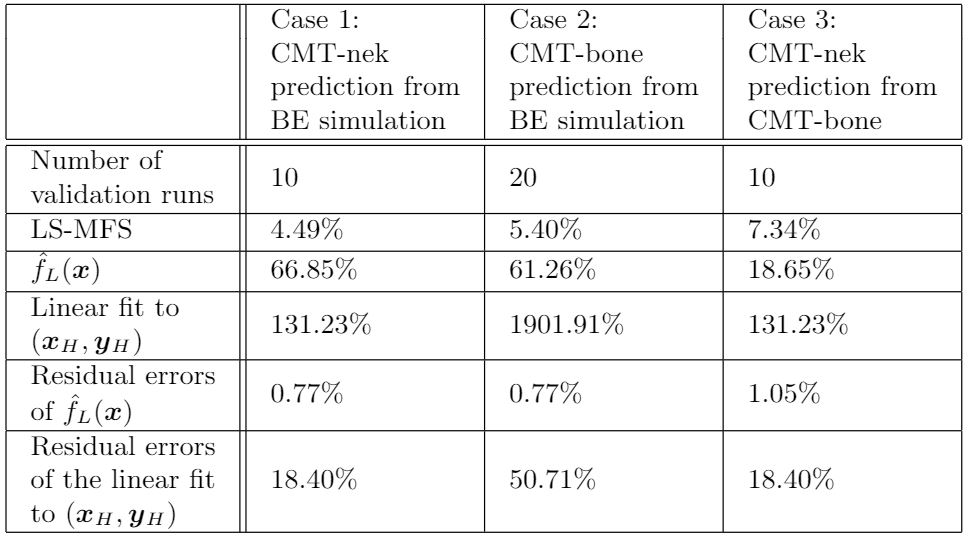 Case 1: Case 2: Case 3:
CMT-nek CMT-bone CMT-nek
prediction from prediction from prediction from
BE simulation BE simulation CMT-bone
Number of
validation runs 10 20 10
LS-MFS 4.49% 5.40% 7.34%
f̂_L(x) 66.85% 61.26% 18.65%
Linear fit to
(x_H, y_H) 131.23% 1901.91% 131.23%
Residual errors
of f̂_L(x) 0.77% 0.77% 1.05%
Residual errors
of the linear fit 18.40% 50.71% 18.40%
to (x_H, y_H)